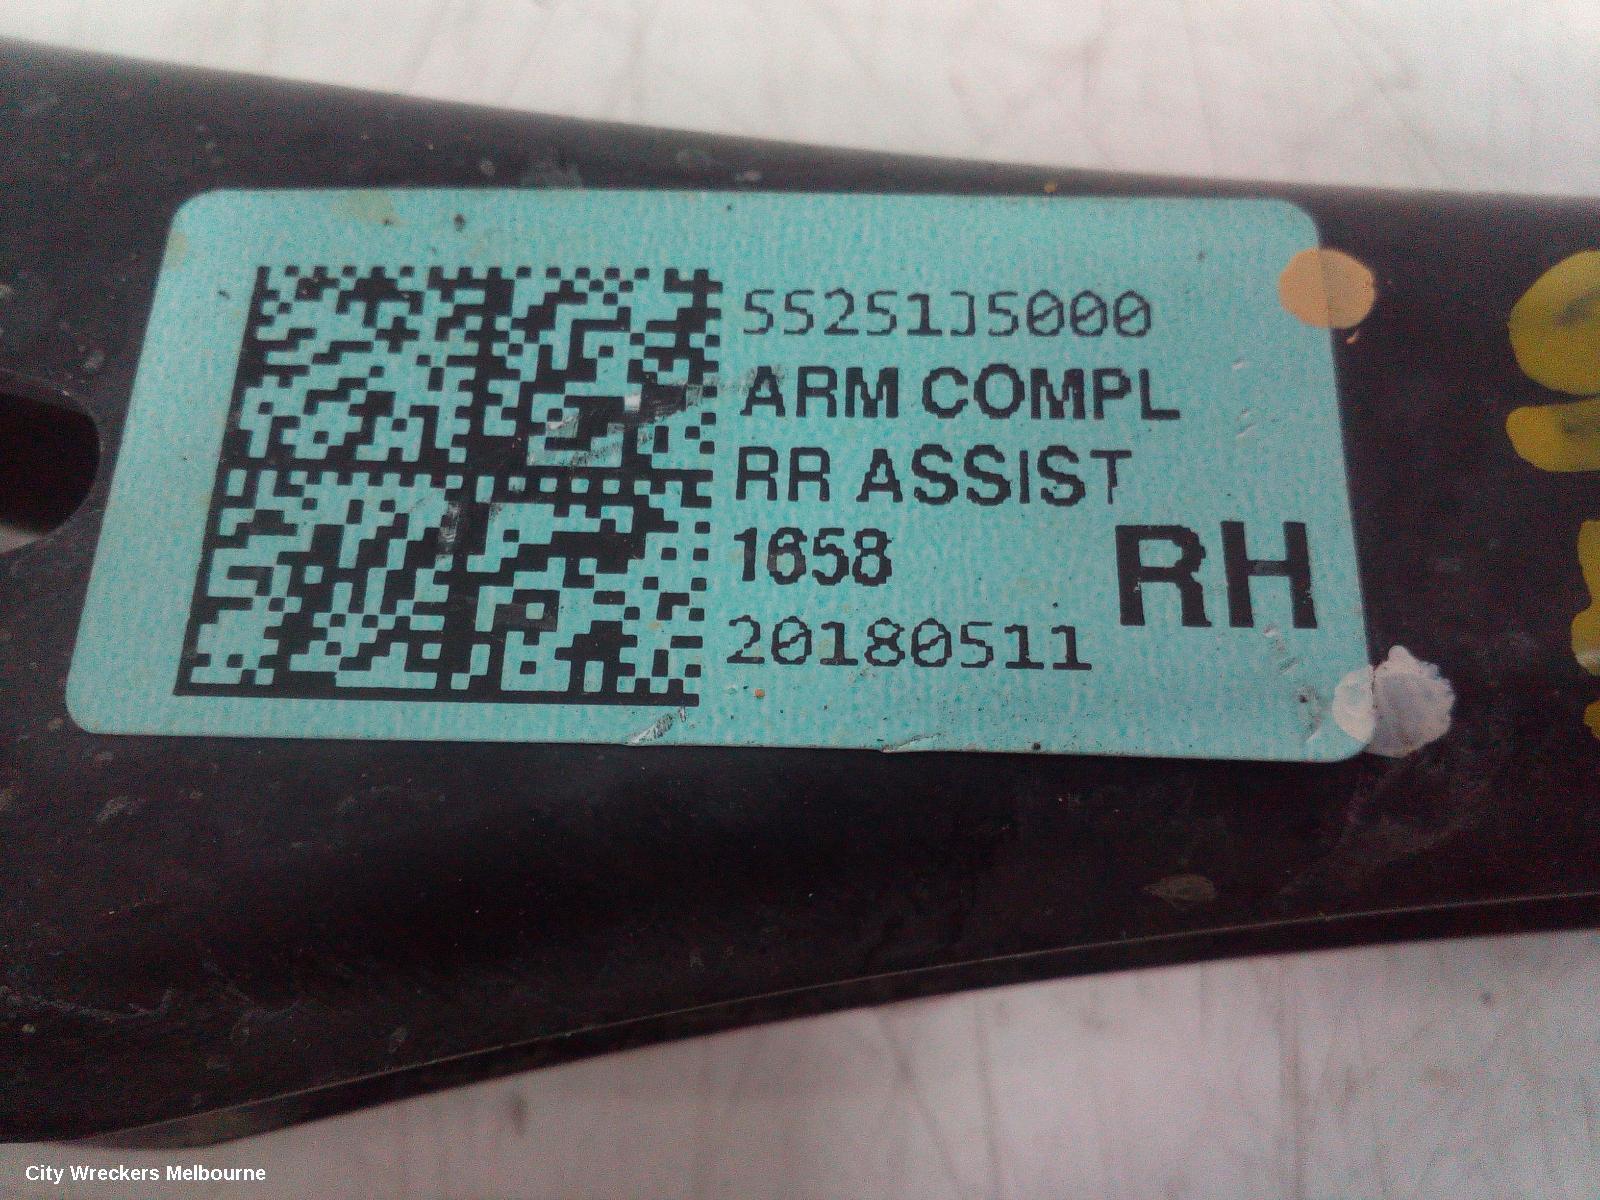 55251J5000
ARM COMPL
RR ASSIST
1658
RH
20180511
City Wreckers Melbourne